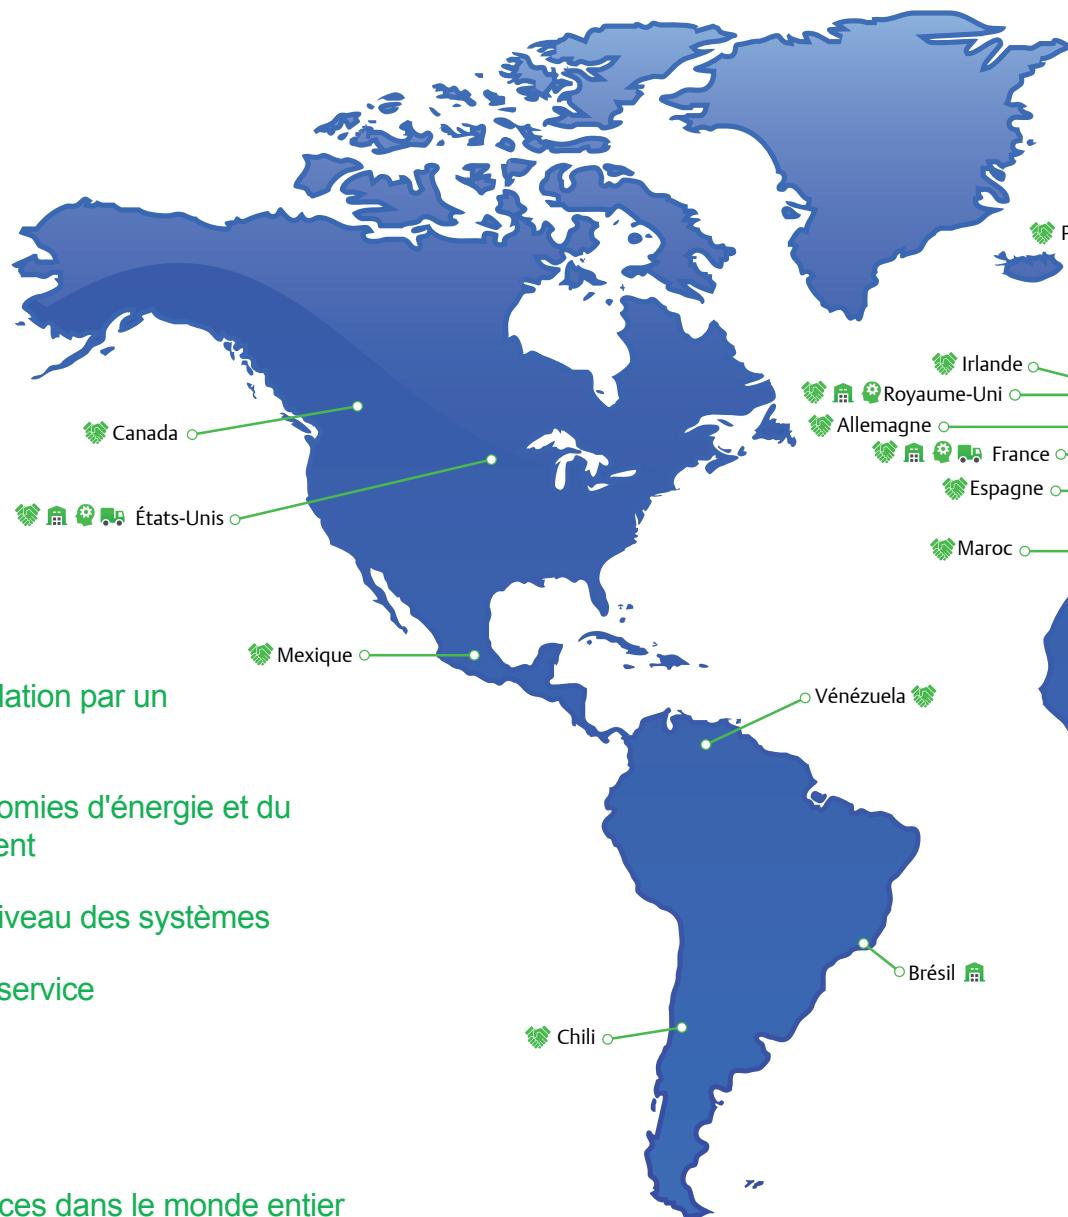 Irlande
Royaume-Uni
Canada
Allemagne
France
Espagne
États-Unis
Maroc
Mexique
lation par un
Vénézuela
omies d'énergie et du
ent
iveau des systèmes
Brésil
service
Chili
ces dans le monde entier